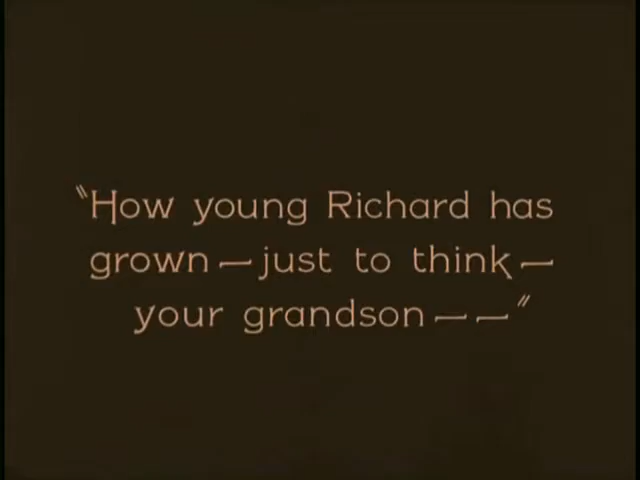 "How young Richard has
grown — just to think —
your grandson — —"